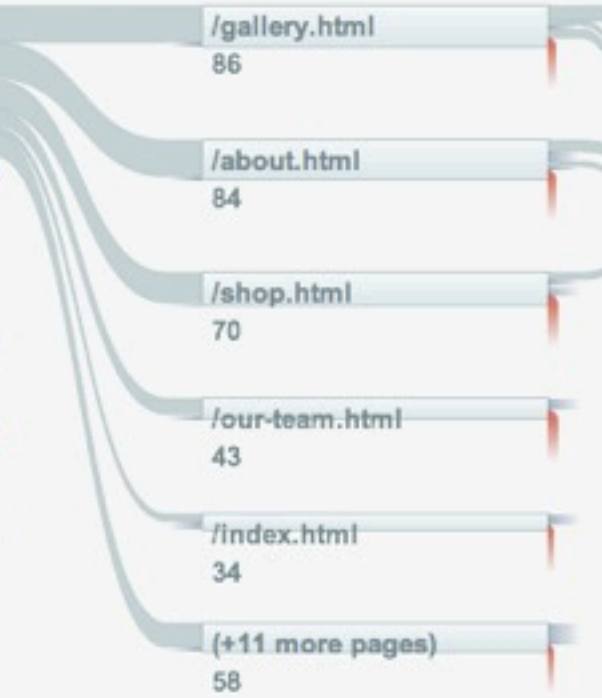 /gallery.html
86
/about.html
84
/shop.html
70
/our-team.html
43
/index.html
34
(+11 more pages)
58